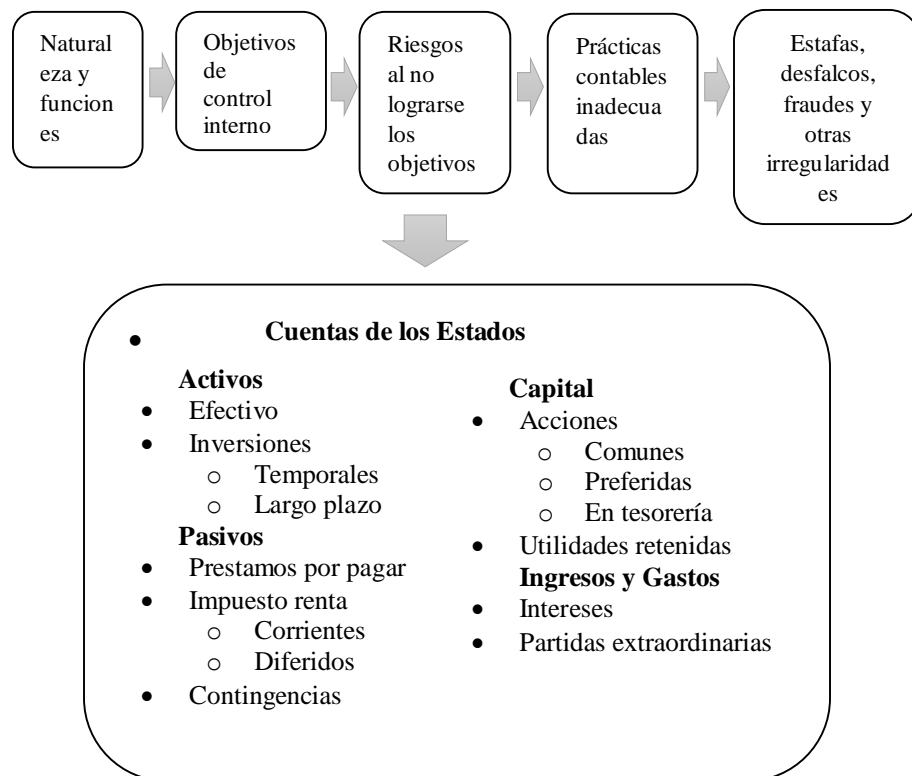 Natural
eza y
funcion
es
Objetivos
de
control
interno
Riesgos
al no
lograrse
los
objetivos
Prácticas
contables
inadecua
das
Estafas,
desfalcos,
fraudes y
otras
irregularidad
es
• Cuentas de los Estados
Activos
• Efectivo
• Inversiones
o Temporales
o Largo plazo
Pasivos
• Prestamos por pagar
• Impuesto renta
o Corrientes
o Diferidos
• Contingencias
Capital
• Acciones
o Comunes
o Preferidas
o En tesorería
• Utilidades retenidas
Ingresos y Gastos
• Intereses
• Partidas extraordinarias